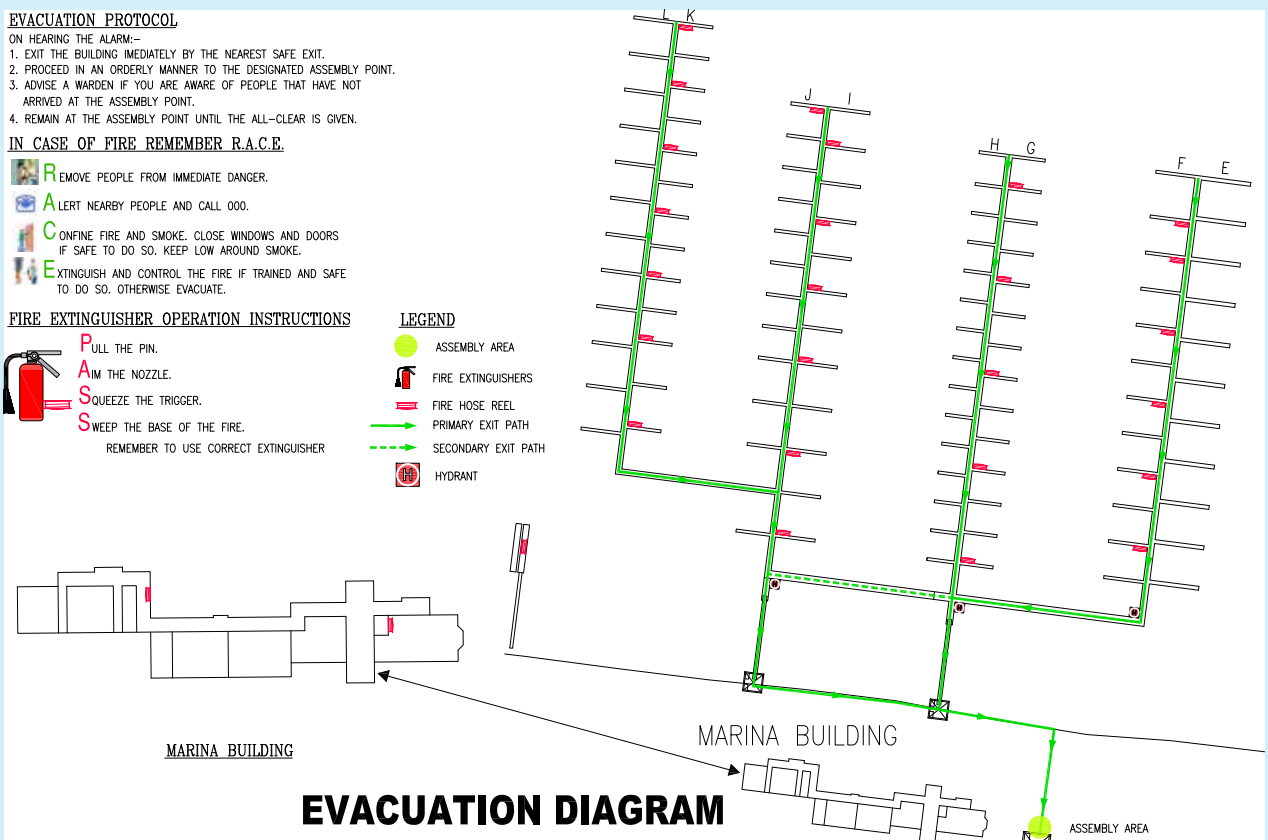 EVACUATION PROTOCOL
ON HEARING THE ALARM:-
1. EXIT THE BUILDING IMEDIATELY BY THE NEAREST SAFE EXIT.
2. PROCEED IN AN ORDERLY MANNER TO THE DESIGNATED ASSEMBLY POINT.
3. ADVISE A WARDEN IF YOU ARE AWARE OF PEOPLE THAT HAVE NOT
ARRIVED AT THE ASSEMBLY POINT.
4. REMAIN AT THE ASSEMBLY POINT UNTIL THE ALL-CLEAR IS GIVEN.
IN CASE OF FIRE REMEMBER R.A.C.E.
REMOVE PEOPLE FROM IMMEDIATE DANGER.
ALERT NEARBY PEOPLE AND CALL 000.
CONFINE FIRE AND SMOKE. CLOSE WINDOWS AND DOORS
IF SAFE TO DO SO. KEEP LOW AROUND SMOKE.
EXTINGUISH AND CONTROL THE FIRE IF TRAINED AND SAFE
TO DO SO. OTHERWISE EVACUATE.
FIRE EXTINGUISHER OPERATION INSTRUCTIONS
PULL THE PIN.
AIM THE NOZZLE.
SQUEEZE THE TRIGGER.
SWEEP THE BASE OF THE FIRE.
REMEMBER TO USE CORRECT EXTINGUISHER
LEGEND
ASSEMBLY AREA
FIRE EXTINGUISHERS
FIRE HOSE REEL
PRIMARY EXIT PATH
SECONDARY EXIT PATH
H HYDRANT
L K
J I
H G
F E
H
H
H
MARINA BUILDING
MARINA BUILDING
EVACUATION DIAGRAM
ASSEMBLY AREA